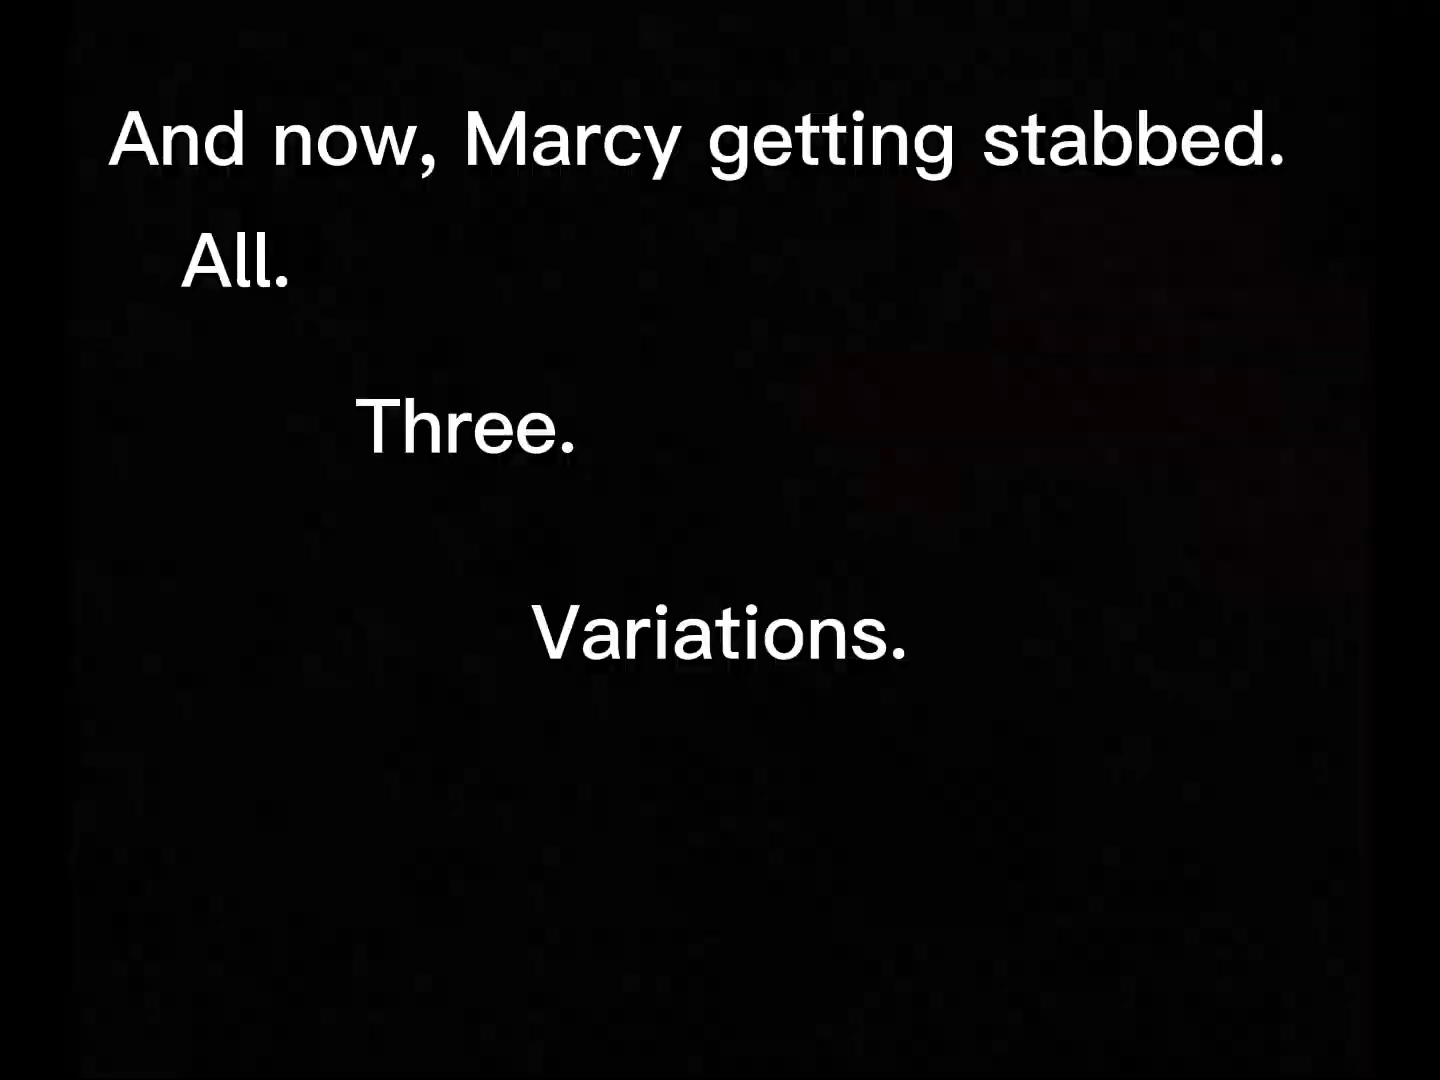 And now, Marcy getting stabbed.
All.
Three.
Variations.